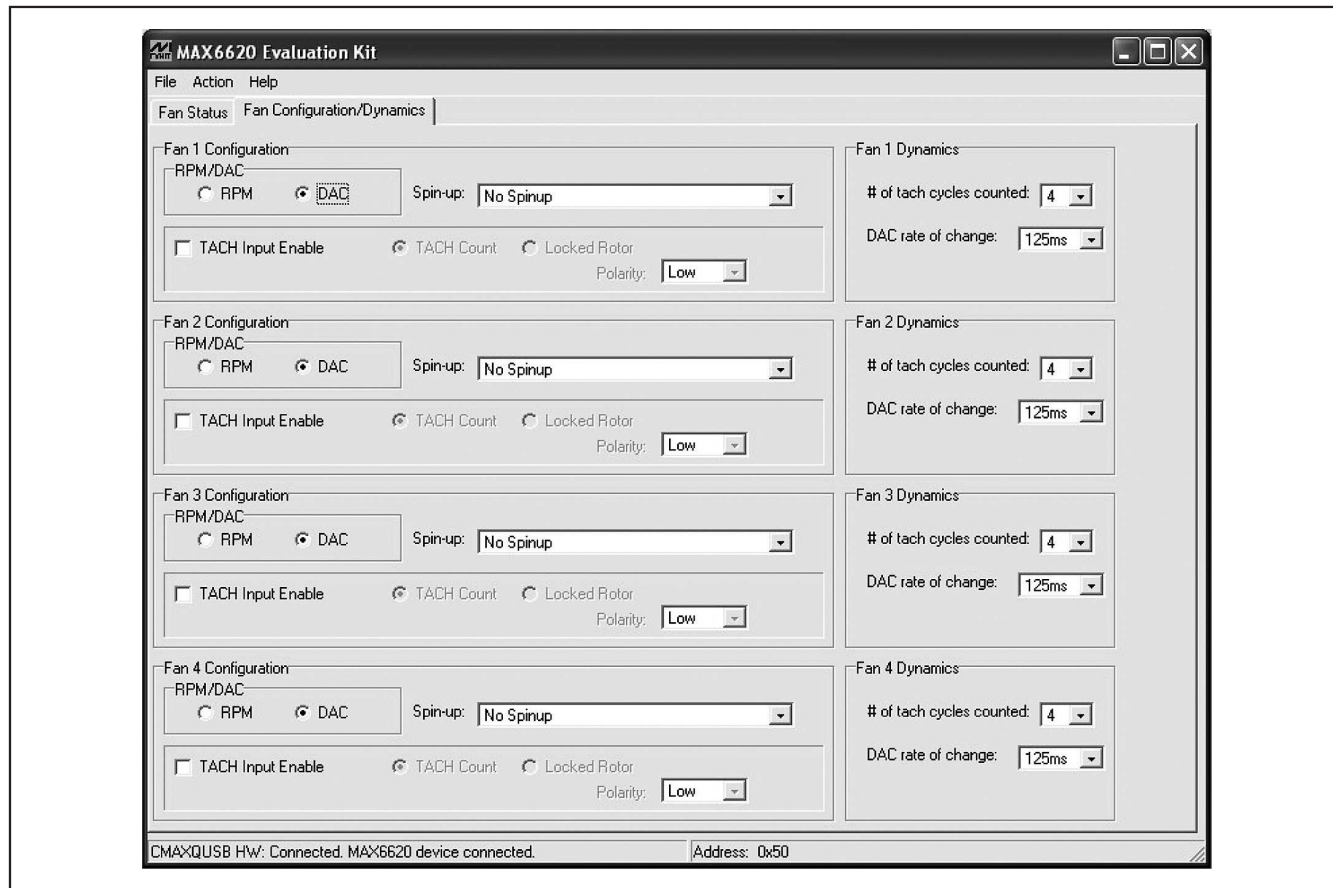 MAX6620 Evaluation Kit
File Action Help
Fan Status Fan Configuration/Dynamics
Fan 1 Configuration
RPM/DAC
RPM DAC Spin-up: No Spinup
TACH Input Enable TACH Count Locked Rotor
Polarity: Low
Fan 1 Dynamics
# of tach cycles counted: 4
DAC rate of change: 125ms
Fan 2 Configuration
RPM/DAC
RPM DAC Spin-up: No Spinup
TACH Input Enable TACH Count Locked Rotor
Polarity: Low
Fan 2 Dynamics
# of tach cycles counted: 4
DAC rate of change: 125ms
Fan 3 Configuration
RPM/DAC
RPM DAC Spin-up: No Spinup
TACH Input Enable TACH Count Locked Rotor
Polarity: Low
Fan 3 Dynamics
# of tach cycles counted: 4
DAC rate of change: 125ms
Fan 4 Configuration
RPM/DAC
RPM DAC Spin-up: No Spinup
TACH Input Enable TACH Count Locked Rotor
Polarity: Low
Fan 4 Dynamics
# of tach cycles counted: 4
DAC rate of change: 125ms
CMAXQUSB HW: Connected. MAX6620 device connected. Address: 0x50